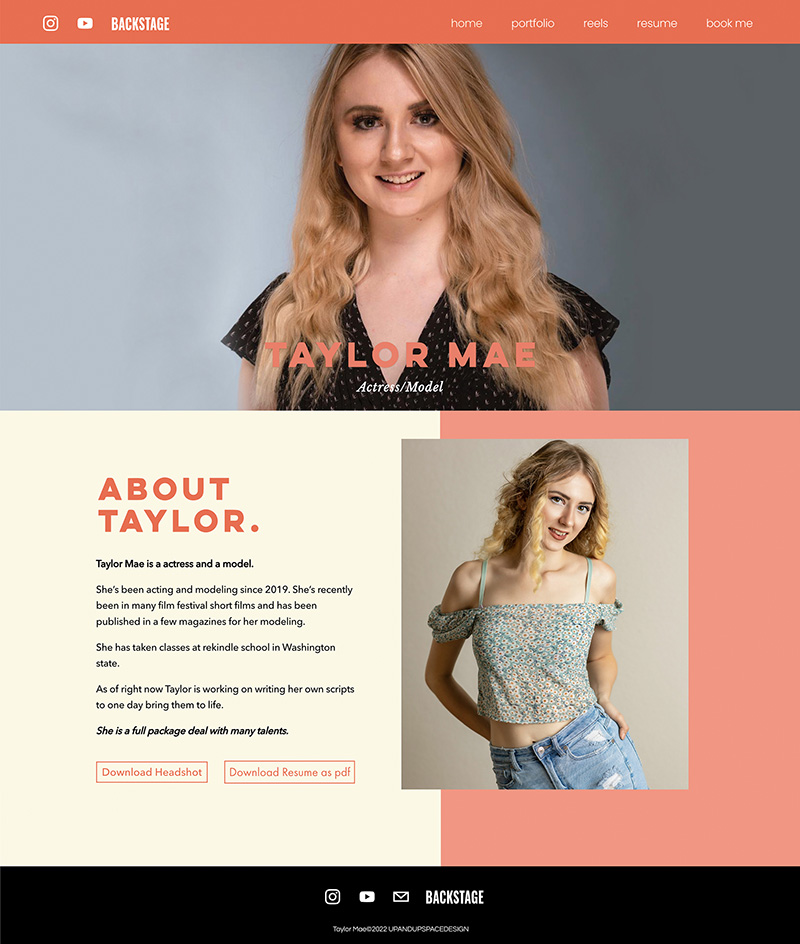 BACKSTAGE home portfolio reels resume book me
TAYLOR MAE
Actress/Model
ABOUT
TAYLOR.
Taylor Mae is a actress and a model.
She's been acting and modeling since 2019. She's recently
been in many film festival short films and has been
published in a few magazines for her modeling.
She has taken classes at rekindle school in Washington
state.
As of right now Taylor is working on writing her own scripts
to one day bring them to life.
She is a full package deal with many talents.
Download Headshot Download Resume as pdf
BACKSTAGE
Taylor Mae©2022 UPANDUPSPACEDESIGN